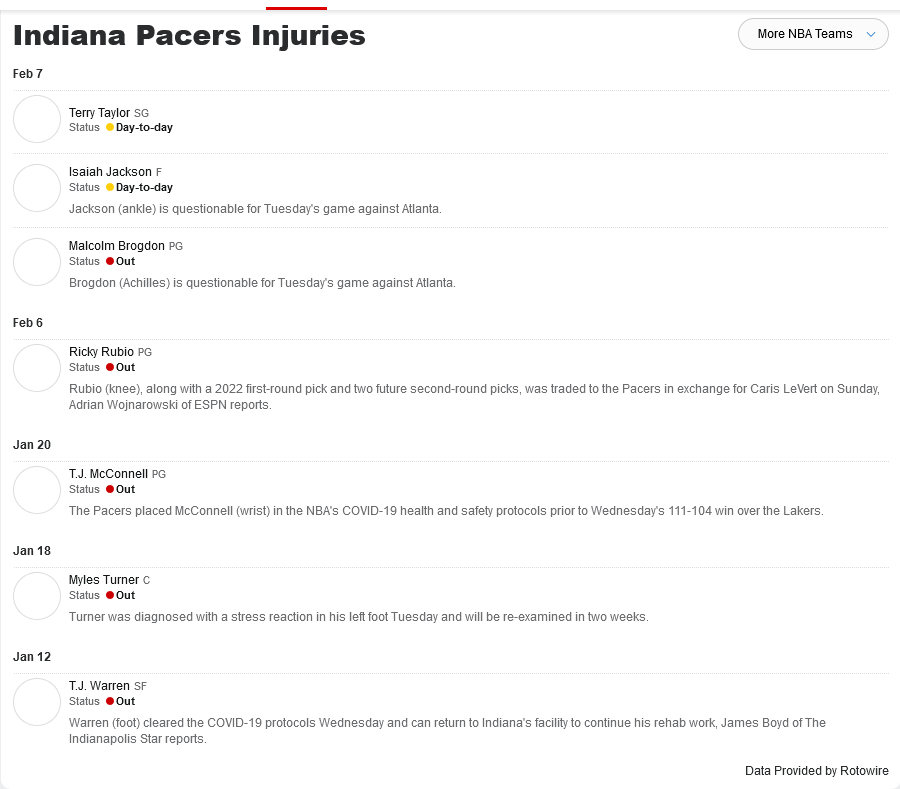 Indiana Pacers Injuries
More NBA Teams
Feb 7
Terry Taylor SG
Status Day-to-day
Isaiah Jackson F
Status Day-to-day
Jackson (ankle) is questionable for Tuesday's game against Atlanta.
Malcolm Brogdon PG
Status Out
Brogdon (Achilles) is questionable for Tuesday's game against Atlanta.
Feb 6
Ricky Rubio PG
Status Out
Rubio (knee), along with a 2022 first-round pick and two future second-round picks, was traded to the Pacers in exchange for Caris LeVert on Sunday,
Adrian Wojnarowski of ESPN reports.
Jan 20
T.J. McConnell PG
Status Out
The Pacers placed McConnell (wrist) in the NBA's COVID-19 health and safety protocols prior to Wednesday's 111-104 win over the Lakers.
Jan 18
Myles Turner C
Status Out
Turner was diagnosed with a stress reaction in his left foot Tuesday and will be re-examined in two weeks.
Jan 12
T.J. Warren SF
Status Out
Warren (foot) cleared the COVID-19 protocols Wednesday and can return to Indiana's facility to continue his rehab work, James Boyd of The
Indianapolis Star reports.
Data Provided by Rotowire